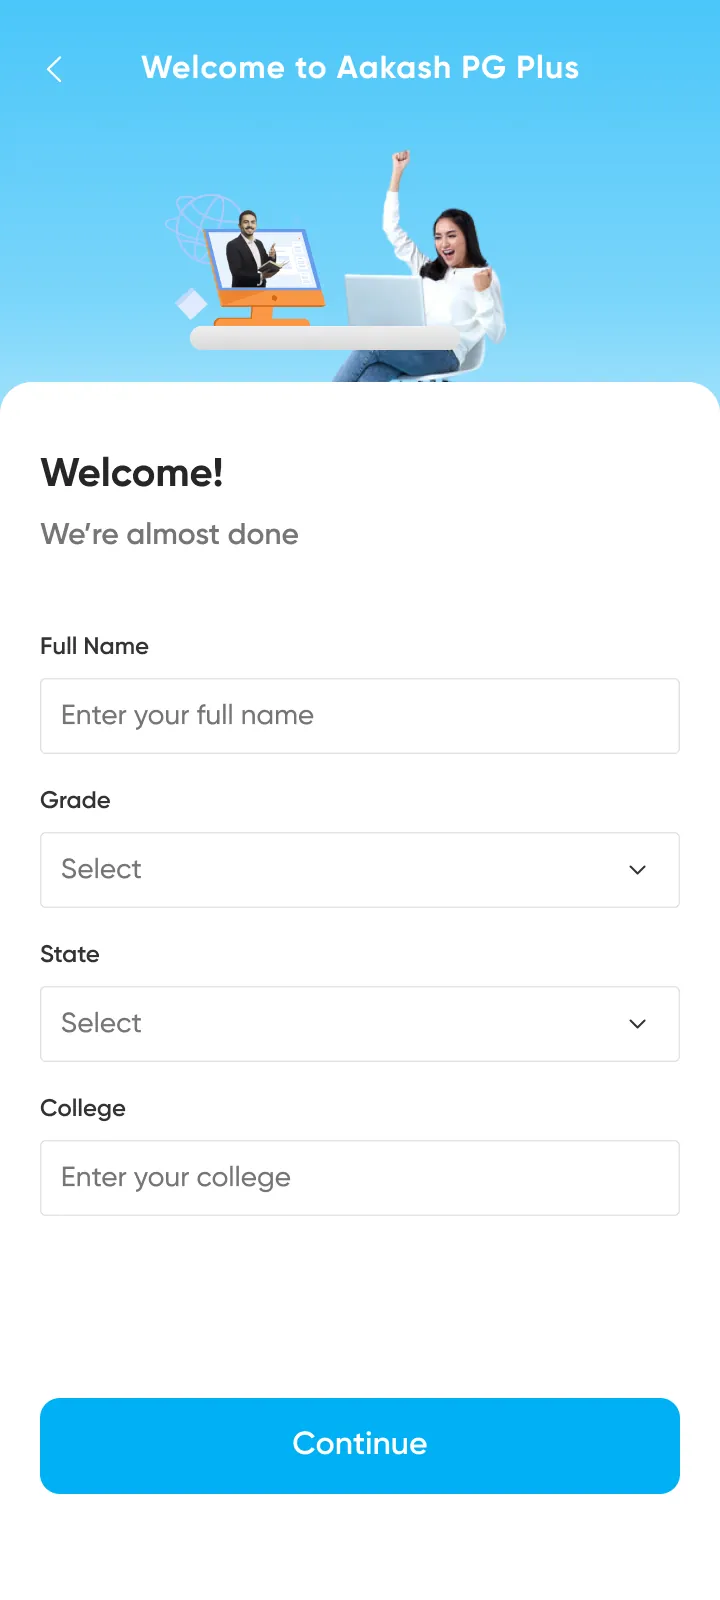 Welcome to Aakash PG Plus
Welcome!
We’re almost done
Full Name
Enter your full name
Grade
Select
State
Select
College
Enter your college
Continue